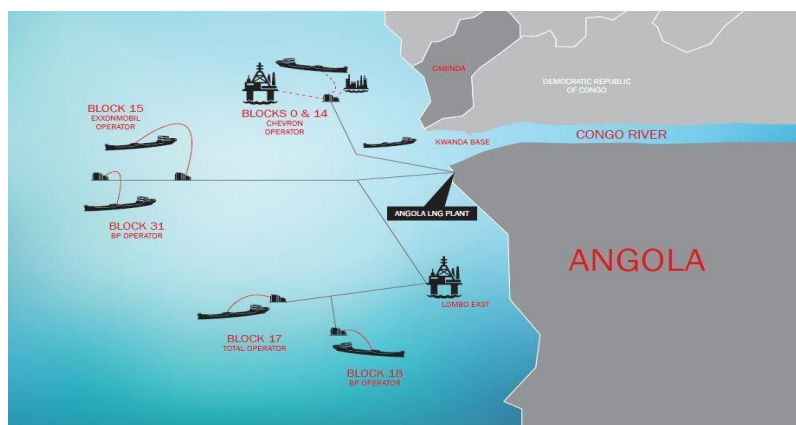 CABINDA
DEMOCRATIC REPUBLIC
OF CONGO
BLOCK 15
EXXONMOBIL
OPERATOR
BLOCKS 0 & 14
CHEVRON
OPERATOR
KWANDA BASE
CONGO RIVER
ANGOLA LNG PLANT
BLOCK 31
BP OPERATOR
ANGOLA
LOMBO EAST
BLOCK 17
TOTAL OPERATOR
BLOCK 18
BP OPERATOR